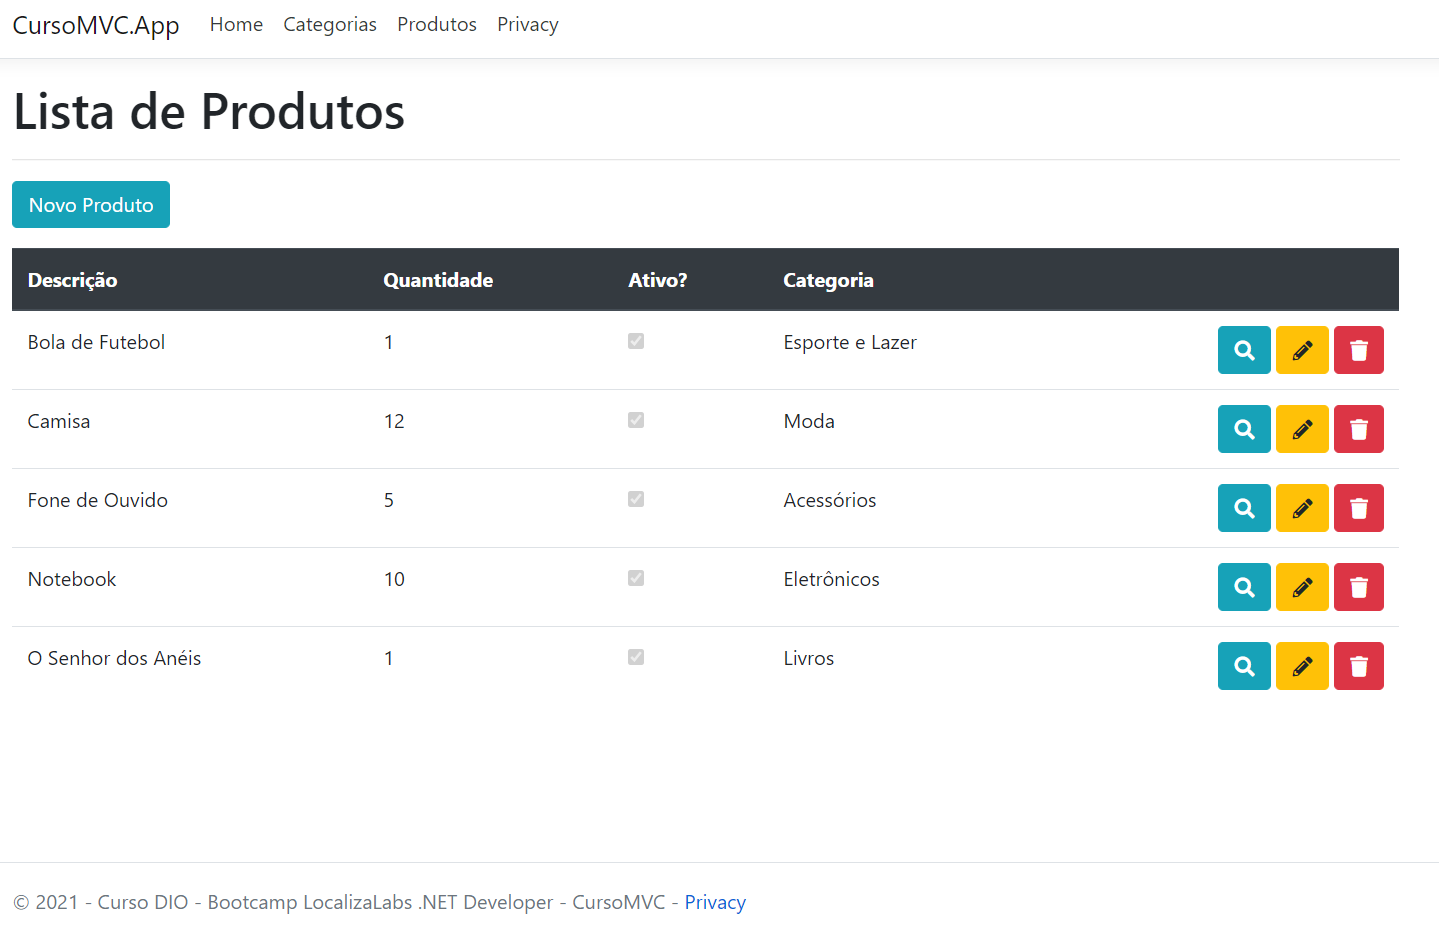 CursoMVC.App Home Categorias Produtos Privacy
Lista de Produtos
Novo Produto
Descrição Quantidade Ativo? Categoria
Bola de Futebol 1 Esporte e Lazer
Camisa 12 Moda
Fone de Ouvido 5 Acessórios
Notebook 10 Eletrônicos
O Senhor dos Anéis 1 Livros
© 2021 - Curso DIO - Bootcamp LocalizaLabs .NET Developer - CursoMVC - Privacy